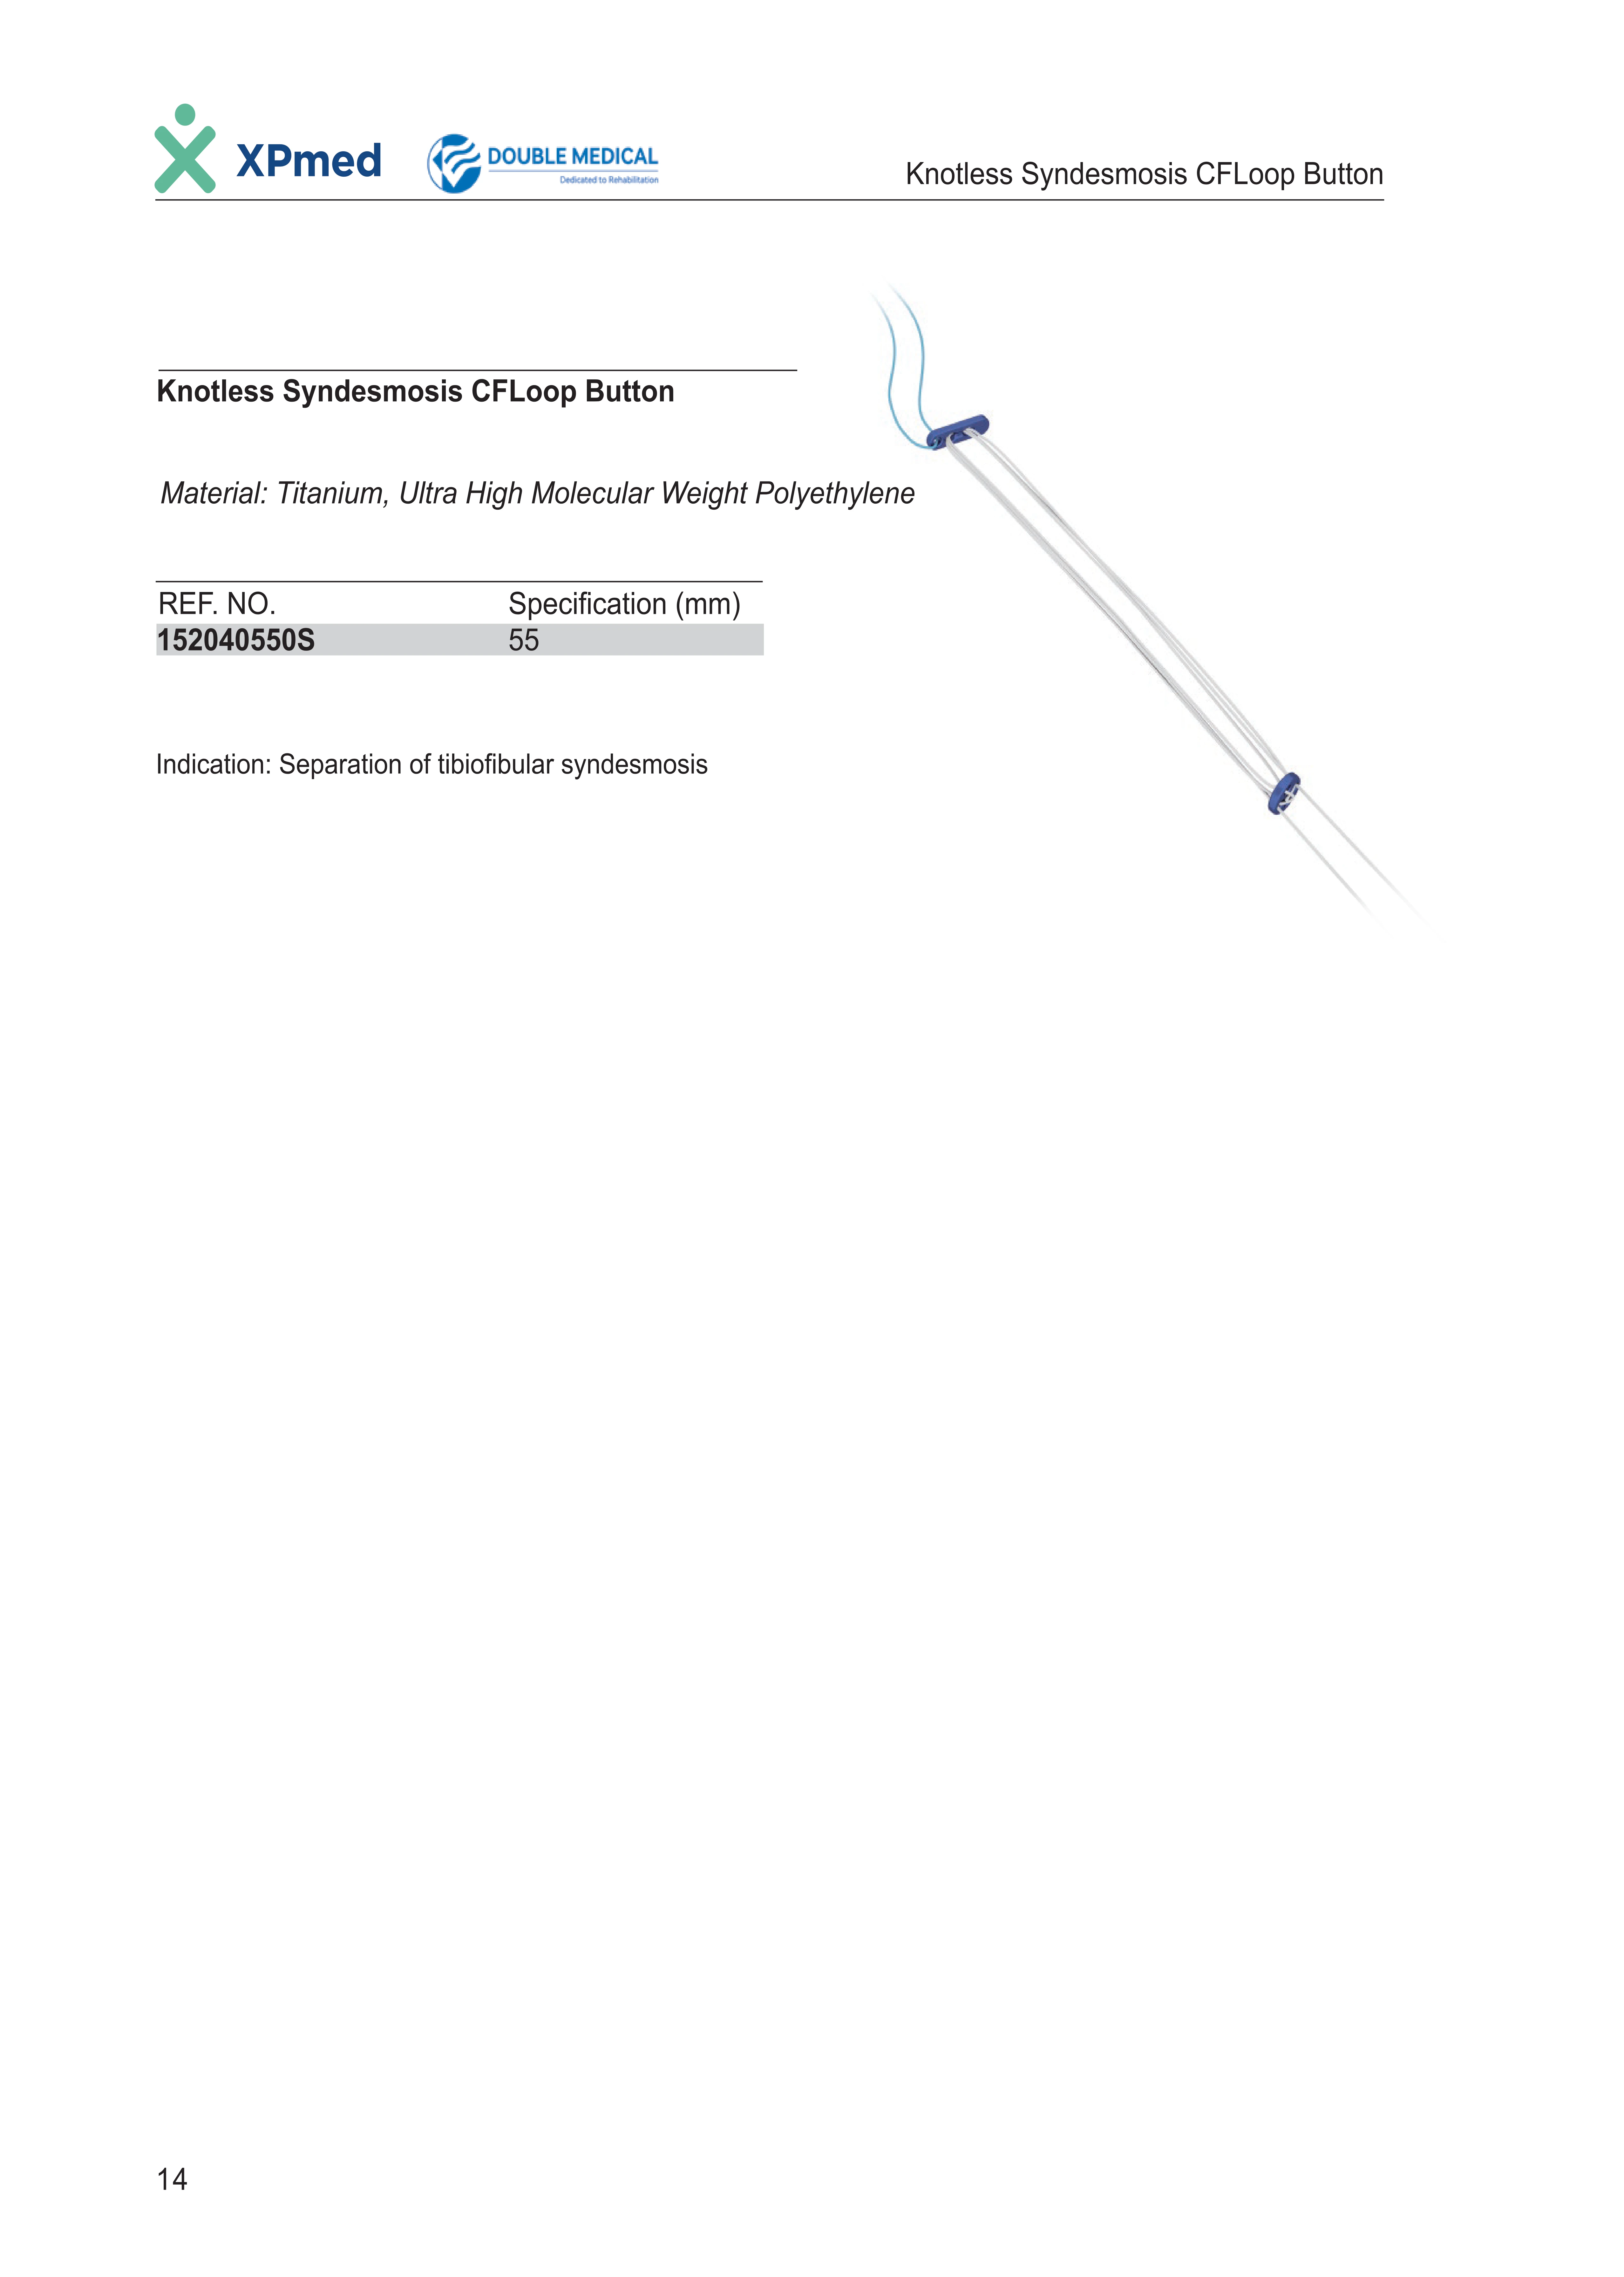 XPmed
DOUBLE MEDICAL
Dedicated to Rehabilitation
Knotless Syndesmosis CFLoop Button
Knotless Syndesmosis CFLoop Button
Material: Titanium, Ultra High Molecular Weight Polyethylene
REF. NO. Specification (mm)
152040550S 55
Indication: Separation of tibiofibular syndesmosis
14